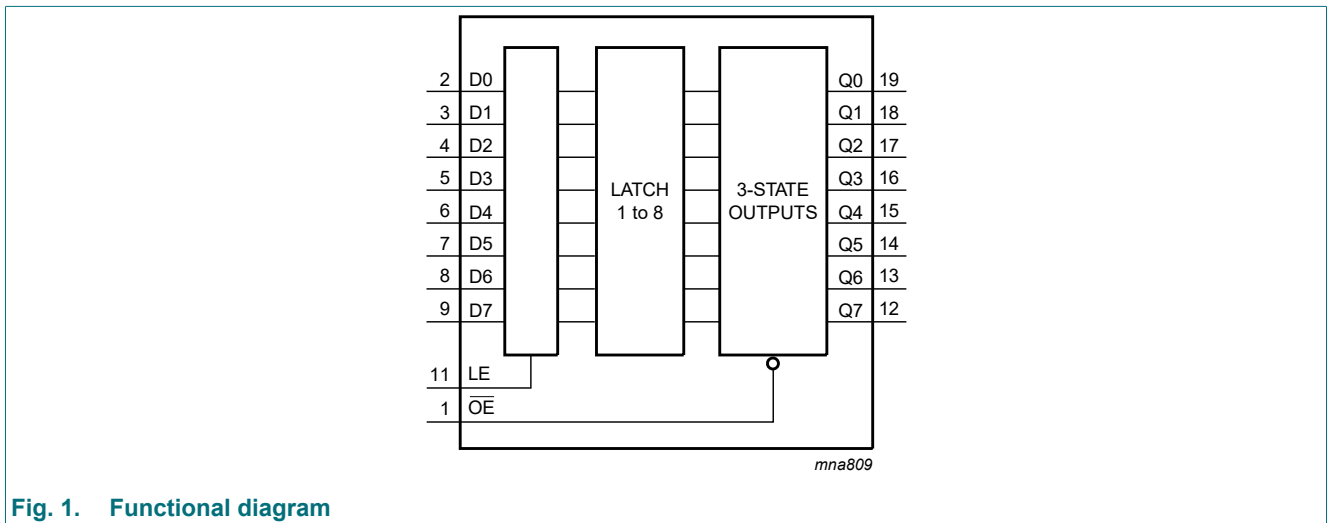 2 D0 Q0 19
3 D1 Q1 18
4 D2 Q2 17
5 D3 Q3 16
6 D4 Q4 15
7 D5 Q5 14
8 D6 Q6 13
9 D7 Q7 12
LATCH
1 to 8
3-STATE
OUTPUTS
11 LE
1 O̅E̅
mna809
Fig. 1. Functional diagram